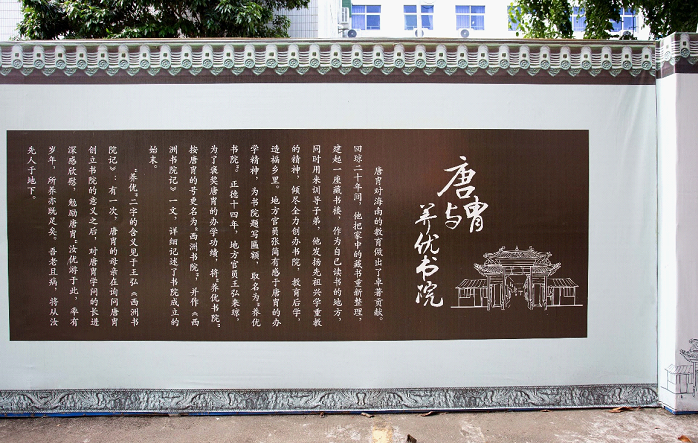 唐胄
与
养优书院
唐胄对海南的教育做出了卓著贡献。
回琼二十年间,他把家中的藏书重新整理,
建起一座藏书楼,作为自己读书的地方,
同时用来训导子弟,他发扬先祖兴学重教
的精神,倾尽全力创办书院,教育后学,
造福乡里。地方官员张简有感于唐胄的办
学精神,为书院题写匾额,取名为“养优
书院”。正德十四年,地方官员王弘来琼,
为了褒奖唐胄的办学功绩,将“养优书院”
按唐胄的号更名为“西洲书院”,并作《西
洲书院记》一文,详细记述了书院成立的
始末。
“养优”二字的含义见于王弘《西洲书
院记》:有一次,唐胄的母亲在询问唐胄
创立书院的意义之后,对唐胄学问的长进
深感欣慰,勉励唐胄“汝优游于此,率有
岁年,所养亦既足矣。吾老且病,将从汝
先人于地下。